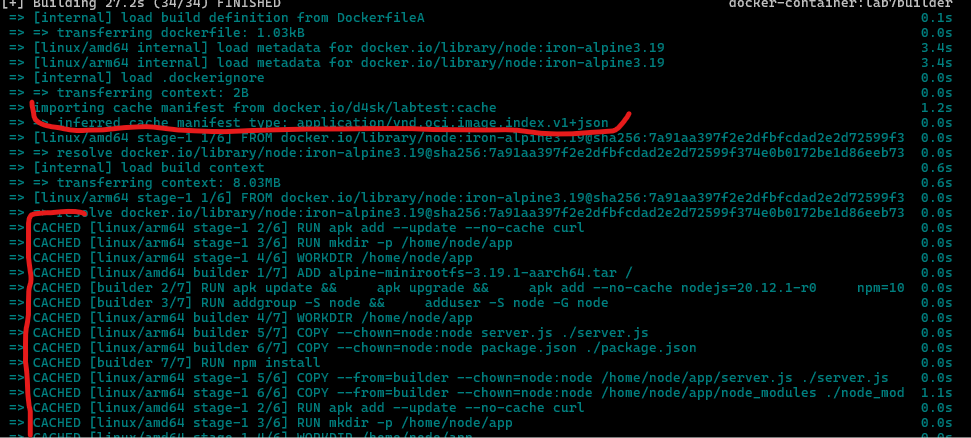 [+] Building 27.2s (34/34) FINISHED docker-container:lab7builder
=> [internal] load build definition from DockerfileA 0.1s
=> => transferring dockerfile: 1.03kB 0.0s
=> [linux/amd64 internal] load metadata for docker.io/library/node:iron-alpine3.19 3.4s
=> [linux/arm64 internal] load metadata for docker.io/library/node:iron-alpine3.19 3.4s
=> [internal] load .dockerignore 0.0s
=> => transferring context: 2B 0.0s
=> importing cache manifest from docker.io/d4sk/labtest:cache 1.2s
=> => inferred cache manifest type: application/vnd.oci.image.index.v1+json 0.0s
=> [linux/amd64 stage-1 1/6] FROM docker.io/library/node:iron-alpine3.19@sha256:7a91aa397f2e2dfbfcdad2e2d72599f3 0.0s
=> => resolve docker.io/library/node:iron-alpine3.19@sha256:7a91aa397f2e2dfbfcdad2e2d72599f374e0b0172be1d86eeb73 0.0s
=> [internal] load build context 0.6s
=> => transferring context: 8.03MB 0.6s
=> [linux/arm64 stage-1 1/6] FROM docker.io/library/node:iron-alpine3.19@sha256:7a91aa397f2e2dfbfcdad2e2d72599f3 0.0s
=> => resolve docker.io/library/node:iron-alpine3.19@sha256:7a91aa397f2e2dfbfcdad2e2d72599f374e0b0172be1d86eeb73 0.0s
=> CACHED [linux/arm64 stage-1 2/6] RUN apk add --update --no-cache curl 0.0s
=> CACHED [linux/arm64 stage-1 3/6] RUN mkdir -p /home/node/app 0.0s
=> CACHED [linux/arm64 stage-1 4/6] WORKDIR /home/node/app 0.0s
=> CACHED [linux/amd64 builder 1/7] ADD alpine-minirootfs-3.19.1-aarch64.tar / 0.0s
=> CACHED [builder 2/7] RUN apk update && apk upgrade && apk add --no-cache nodejs=20.12.1-r0 npm=10 0.0s
=> CACHED [builder 3/7] RUN addgroup -S node && adduser -S node -G node 0.0s
=> CACHED [linux/arm64 builder 4/7] WORKDIR /home/node/app 0.0s
=> CACHED [linux/arm64 builder 5/7] COPY --chown=node:node server.js ./server.js 0.0s
=> CACHED [linux/arm64 builder 6/7] COPY --chown=node:node package.json ./package.json 0.0s
=> CACHED [builder 7/7] RUN npm install 0.0s
=> CACHED [linux/arm64 stage-1 5/6] COPY --from=builder --chown=node:node /home/node/app/server.js ./server.js 0.0s
=> CACHED [linux/arm64 stage-1 6/6] COPY --from=builder --chown=node:node /home/node/app/node_modules ./node_mod 1.1s
=> CACHED [linux/amd64 stage-1 2/6] RUN apk add --update --no-cache curl 0.0s
=> CACHED [linux/amd64 stage-1 3/6] RUN mkdir -p /home/node/app 0.0s
=> CACHED [linux/amd64 stage-1 4/6] WORKDIR /home/node/app 0.0s